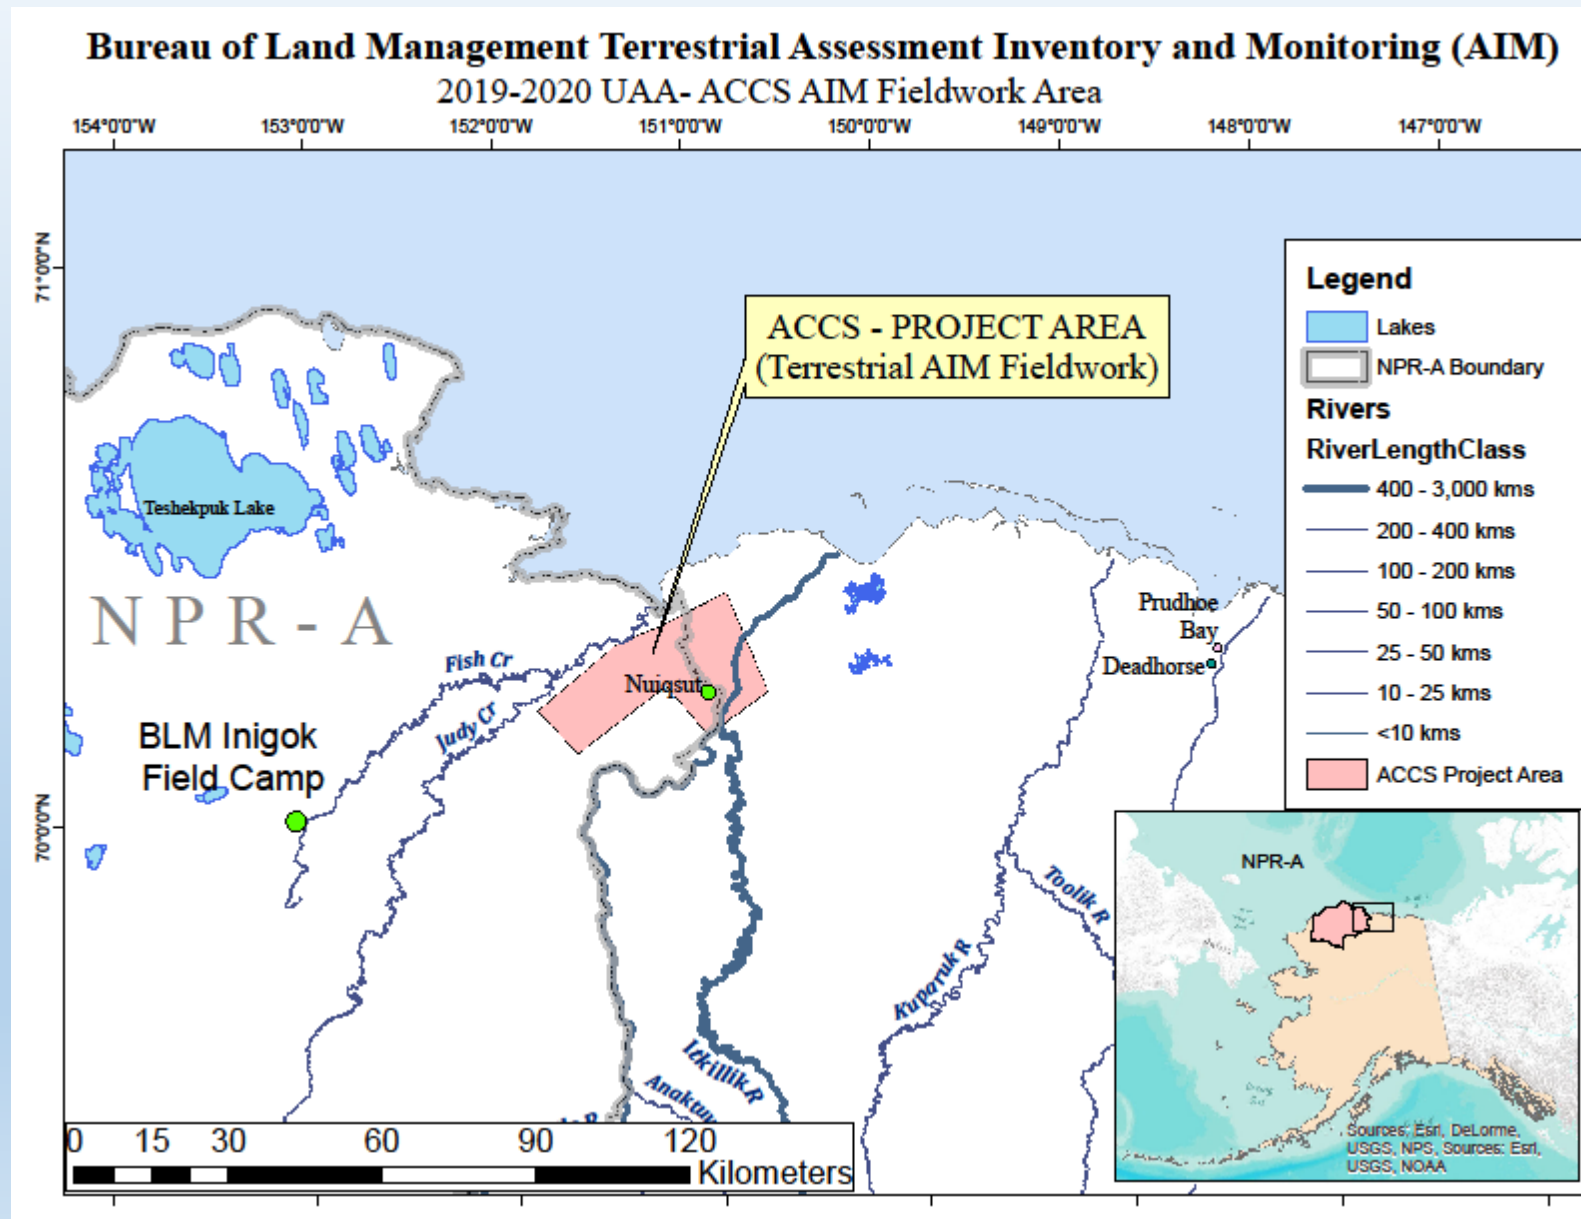 Bureau of Land Management Terrestrial Assessment Inventory and Monitoring (AIM)
2019-2020 UAA- ACCS AIM Fieldwork Area
154°0'0"W 153°0'0"W 152°0'0"W 151°0'0"W 150°0'0"W 149°0'0"W 148°0'0"W 147°0'0"W
71°0'0"N
70°0'0"N
ACCS - PROJECT AREA
(Terrestrial AIM Fieldwork)
Teshekpuk Lake
NPR-A
Fish Cr
Judy Cr
Nuiqsut
BLM Inigok
Field Camp
Prudhoe
Bay
Deadhorse
Toolik R
Kuparuk R
Itkillik R
Anaktuv
R
Legend
Lakes
NPR-A Boundary
Rivers
RiverLengthClass
400 - 3,000 kms
200 - 400 kms
100 - 200 kms
50 - 100 kms
25 - 50 kms
10 - 25 kms
<10 kms
ACCS Project Area
NPR-A
Sources: Esri, DeLorme,
USGS, NPS, Sources: Esri,
USGS, NOAA
0 15 30 60 90 120
Kilometers